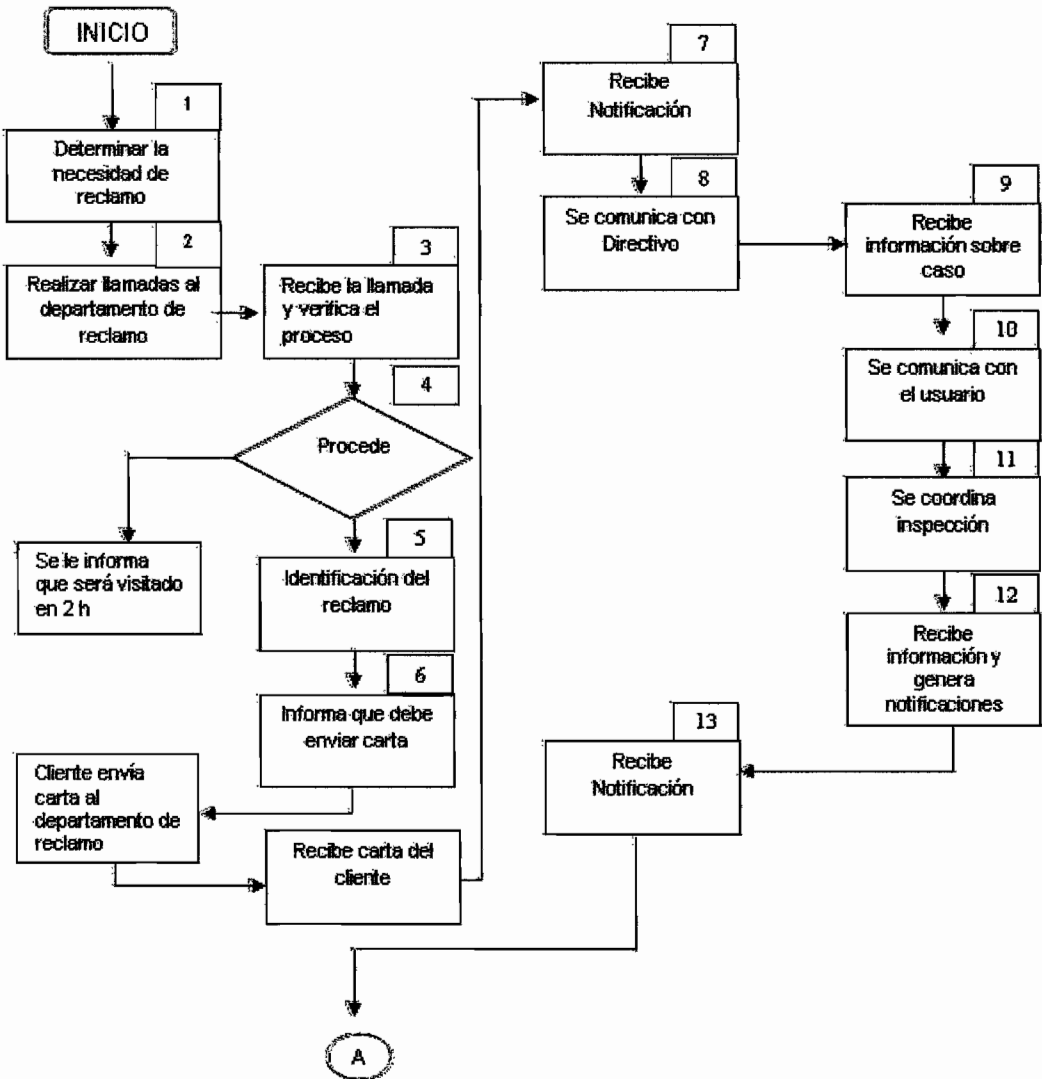 INICIO
1
Determinar la
necesidad de
reclamo
2
Realizar llamadas al
departamento de
reclamo
3
Recibe la llamada
y verifica el
proceso
4
Procede
Se le informa
que será visitado
en 2 h
5
Identificación del
reclamo
6
Informa que debe
enviar carta
Cliente envía
carta al
departamento de
reclamo
Recibe carta del
cliente
7
Recibe
Notificación
8
Se comunica con
Directivo
9
Recibe
información sobre
caso
10
Se comunica con
el usuario
11
Se coordina
inspección
12
Recibe
información y
genera
notificaciones
13
Recibe
Notificación
A